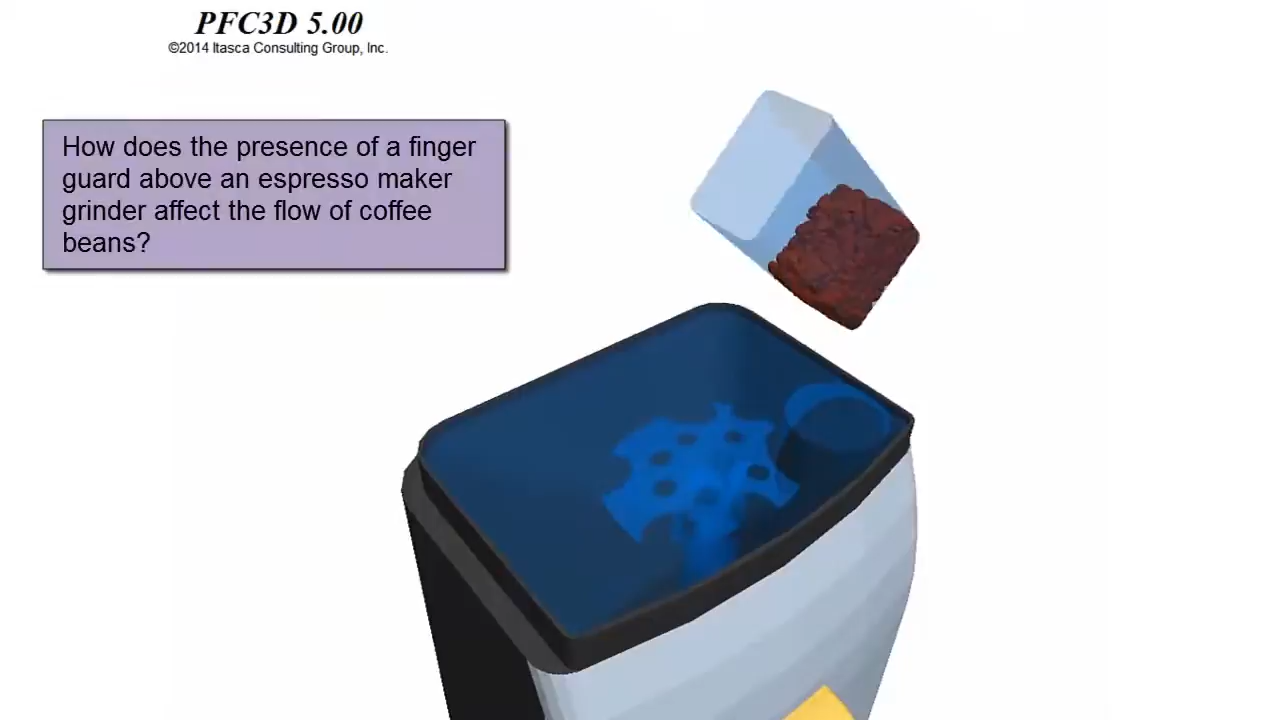 PFC3D 5.00
©2014 Itasca Consulting Group, Inc.
How does the presence of a finger
guard above an espresso maker
grinder affect the flow of coffee
beans?